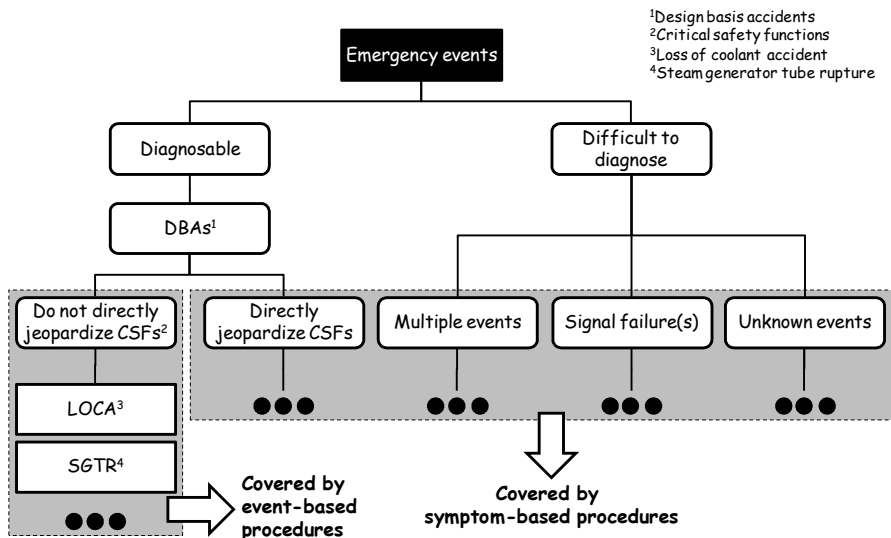 Emergency events
¹Design basis accidents
²Critical safety functions
³Loss of coolant accident
⁴Steam generator tube rupture
Diagnosable
Difficult to
diagnose
DBAs¹
Do not directly
jeopardize CSFs²
Directly
jeopardize CSFs
Multiple events
Signal failure(s)
Unknown events
LOCA³
SGTR⁴
Covered by
event-based
procedures
Covered by
symptom-based procedures